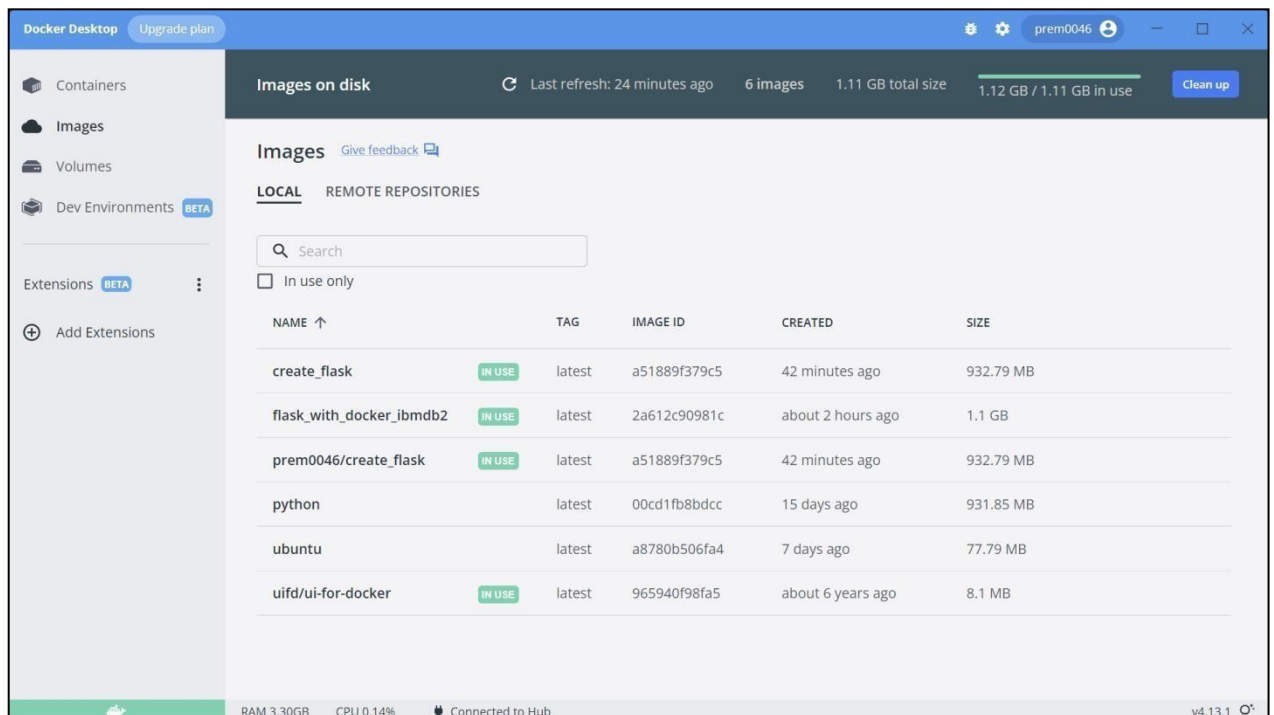 Docker Desktop Upgrade plan prem0046
Containers
Images
Volumes
Dev Environments BETA
Extensions BETA
Add Extensions
Images on disk Last refresh: 24 minutes ago 6 images 1.11 GB total size 1.12 GB / 1.11 GB in use Clean up
Images Give feedback
LOCAL REMOTE REPOSITORIES
Search
In use only
NAME TAG IMAGE ID CREATED SIZE
create_flask IN USE latest a51889f379c5 42 minutes ago 932.79 MB
flask_with_docker_ibmdb2 IN USE latest 2a612c90981c about 2 hours ago 1.1 GB
prem0046/create_flask IN USE latest a51889f379c5 42 minutes ago 932.79 MB
python latest 00cd1fb8bdcc 15 days ago 931.85 MB
ubuntu latest a8780b506fa4 7 days ago 77.79 MB
uifd/ui-for-docker IN USE latest 965940f98fa5 about 6 years ago 8.1 MB
RAM 3.30GB CPU 0.14% Connected to Hub v4.13.1